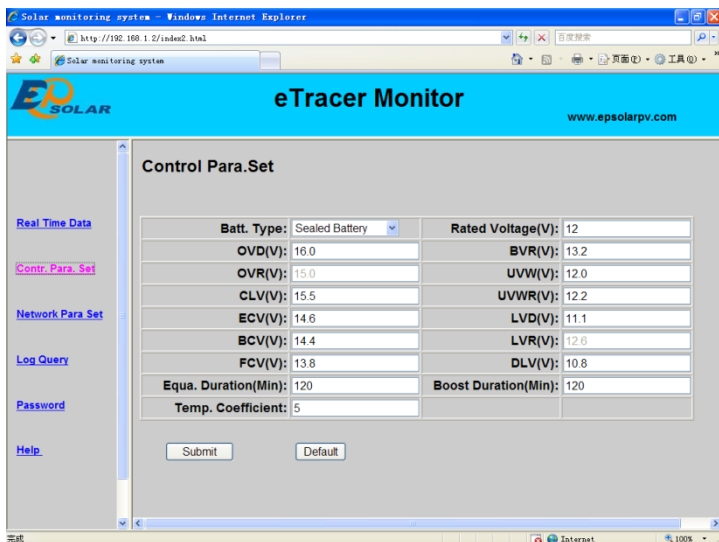 Solar monitoring system - Windows Internet Explorer
http://192.168.1.2/index2.html
百度搜索
Solar monitoring system
页面(P)
工具(O)
EP SOLAR
eTracer Monitor
www.epsolarpv.com
Control Para.Set
Real Time Data
Contr. Para. Set
Network Para Set
Log Query
Password
Help
Batt. Type: Sealed Battery Rated Voltage(V): 12
OVD(V): 16.0 BVR(V): 13.2
OVR(V): 15.0 UVW(V): 12.0
CLV(V): 15.5 UVWR(V): 12.2
ECV(V): 14.6 LVD(V): 11.1
BCV(V): 14.4 LVR(V): 12.6
FCV(V): 13.8 DLV(V): 10.8
Equa. Duration(Min): 120 Boost Duration(Min): 120
Temp. Coefficient: 5
Submit Default
完成
Internet
100%